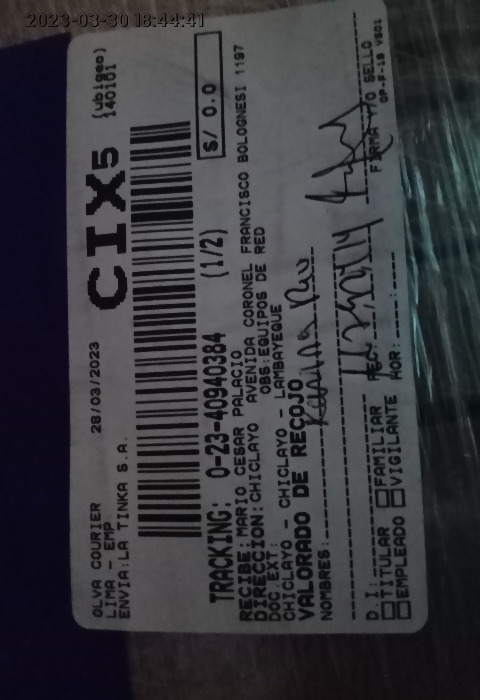 2023-03-30 18:44:41
OLVA COURIER 28/03/2023
LIMA - EMP
ENVIA:LA TINKA S.A.
CIX5
(ubigeo)
140101
TRACKING: 0-23-40940384 (1/2)
S/ 0.0
RECIBE:MARIO CESAR PALACIO
DIRECCION:CHICLAYO AVENIDA CORONEL FRANCISCO BOLOGNESI 1197
DOC.EXT: OBS:EQUIPOS DE RED
CHICLAYO - CHICLAYO - LAMBAYEQUE
VALORADO DE RECOJO
NOMBRES:
D.I: FIRMA Y/O SELLO
TITULAR FAMILIAR
EMPLEADO VIGILANTE HOR:
OP-F-18 VS01